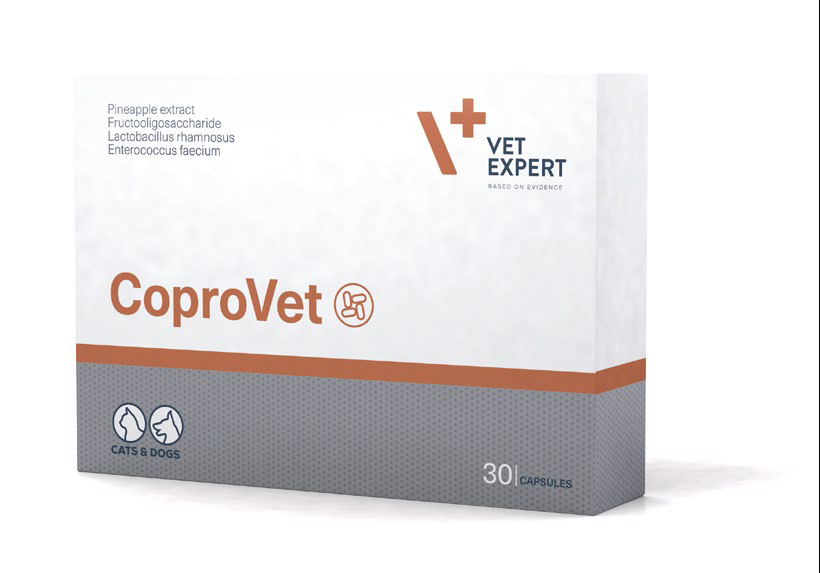 Pineapple extract
Fructooligosaccharide
Lactobacillus rhamnosus
Enterococcus faecium
VET
EXPERT
BASED ON EVIDENCE
CoproVet
CATS & DOGS
30 CAPSULES